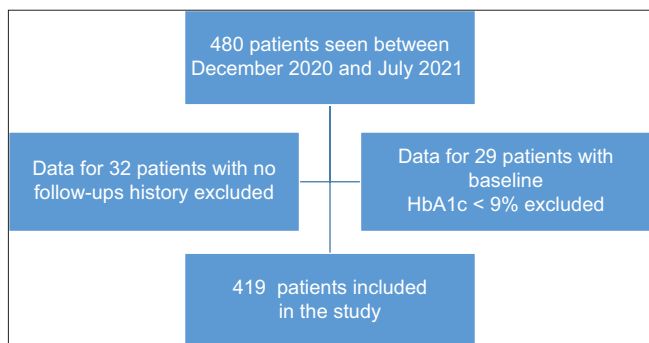 480 patients seen between
December 2020 and July 2021
Data for 32 patients with no
follow-ups history excluded
Data for 29 patients with
baseline
HbA1c < 9% excluded
419 patients included
in the study